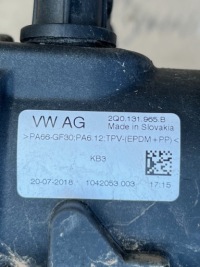 VW AG 2Q0.131.965.B
Made in Slovakia
>PA66-GF30;PA6.12;TPV-(EPDM+PP)<
KB3
20-07-2018 1042053.003 17:15